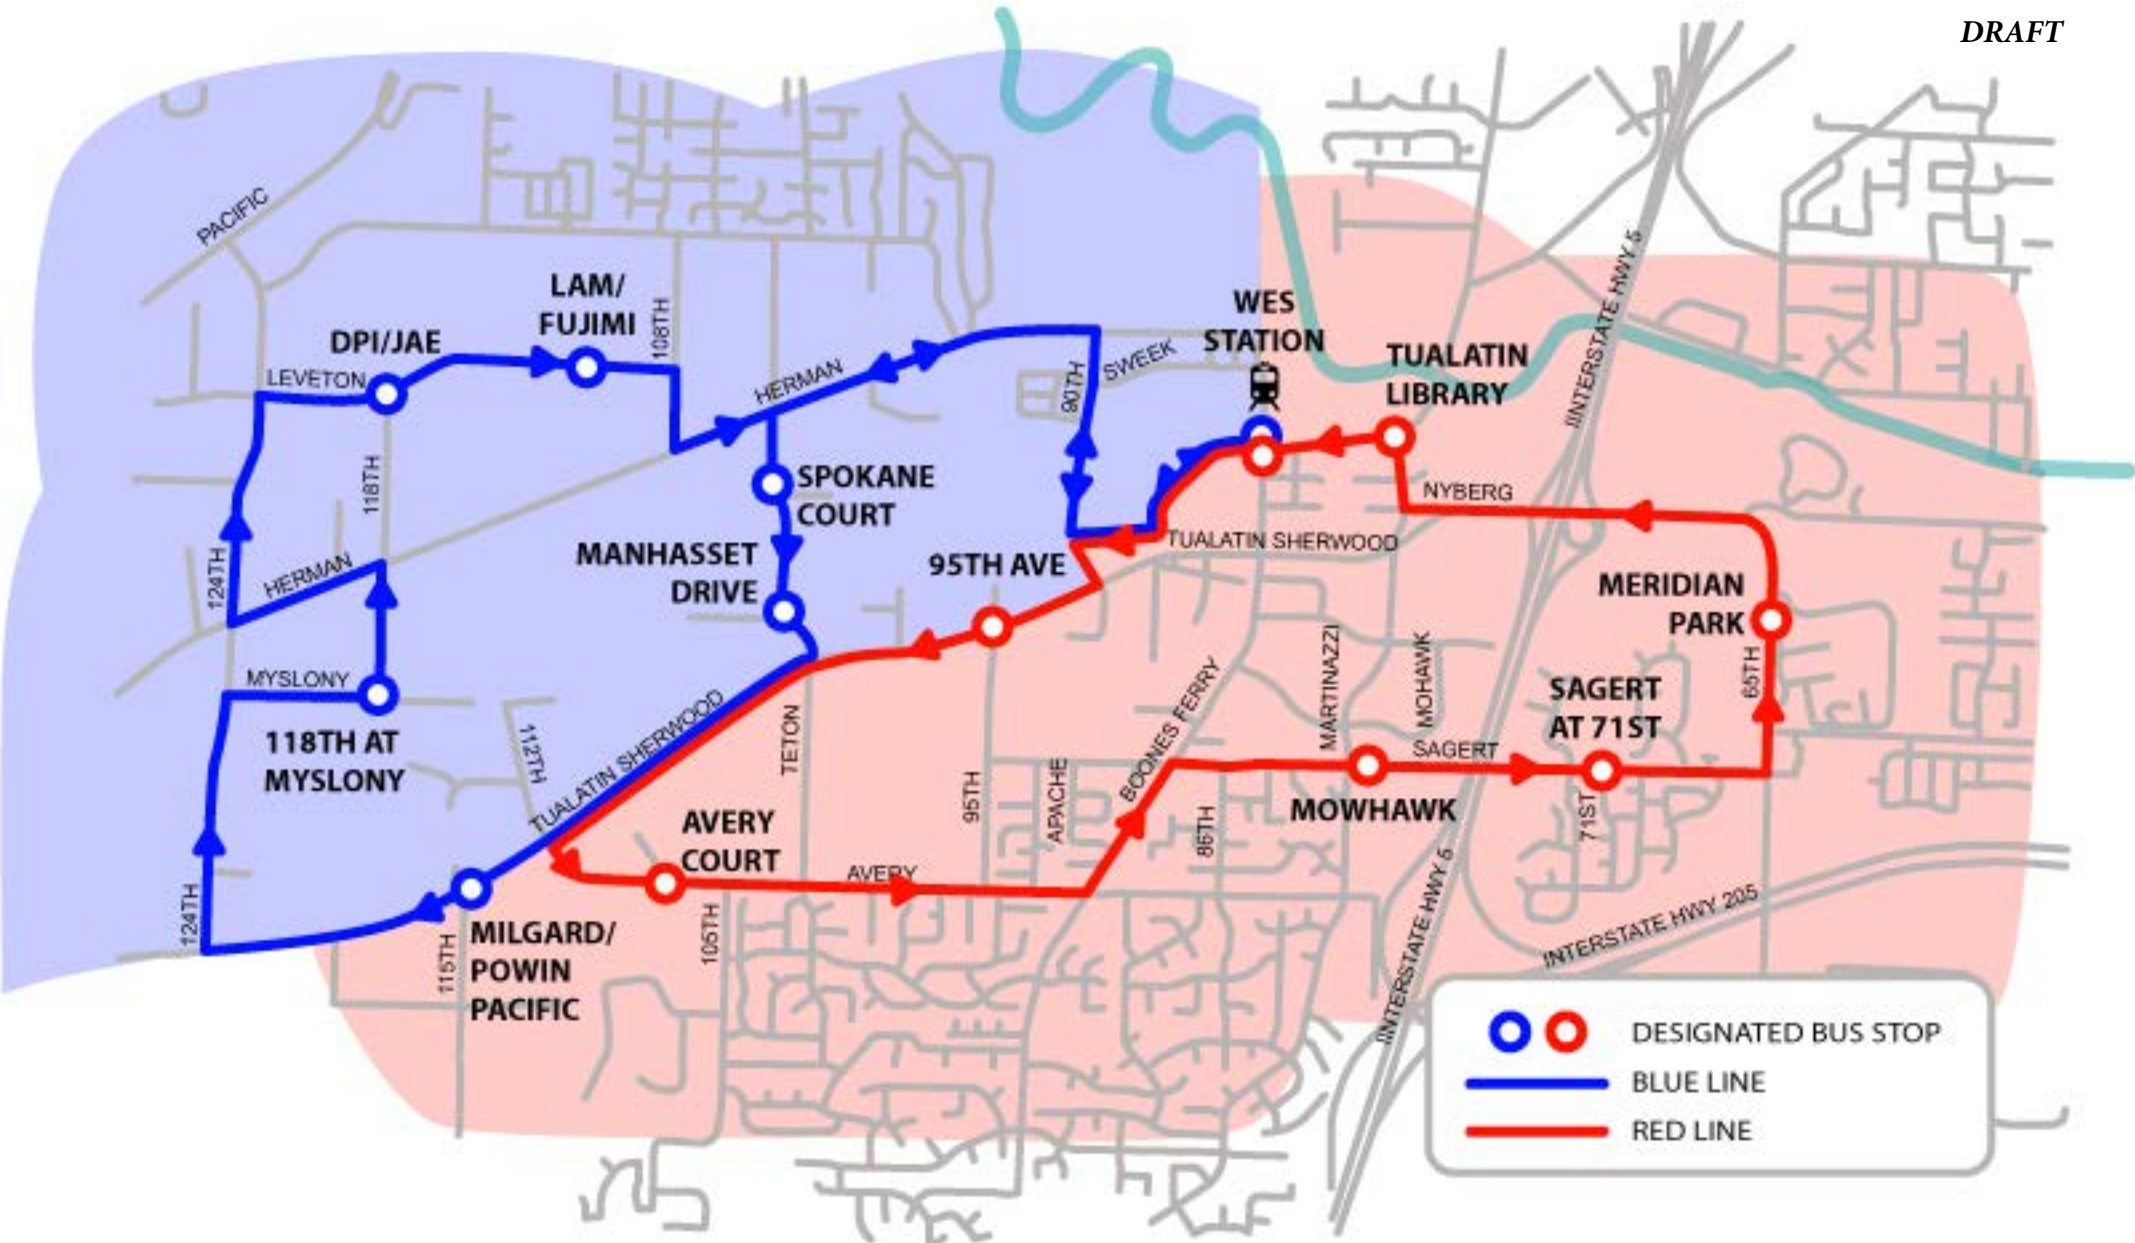 DRAFT
PACIFIC
LAM/
FUJIMI
108TH
DPI/JAE
LEVETON
118TH
124TH
HERMAN
HERMAN
90TH
SWEEK
WES
STATION
TUALATIN
LIBRARY
IINTERSTATE HWY 5
NYBERG
TUALATIN SHERWOOD
SPOKANE
COURT
MANHASSET
DRIVE
95TH AVE
MERIDIAN
PARK
65TH
MYSLONY
118TH AT
MYSLONY
112TH
TUALATIN SHERWOOD
TETON
95TH
APACHE
BOONES FERRY
86TH
MARTINAZZI
MOHAWK
SAGERT
SAGERT
AT 71ST
71ST
MOWHAWK
AVERY
COURT
AVERY
105TH
124TH
115TH
MILGARD/
POWIN
PACIFIC
IINTERSTATE HWY 5
INTERSTATE HWY 205
DESIGNATED BUS STOP
BLUE LINE
RED LINE